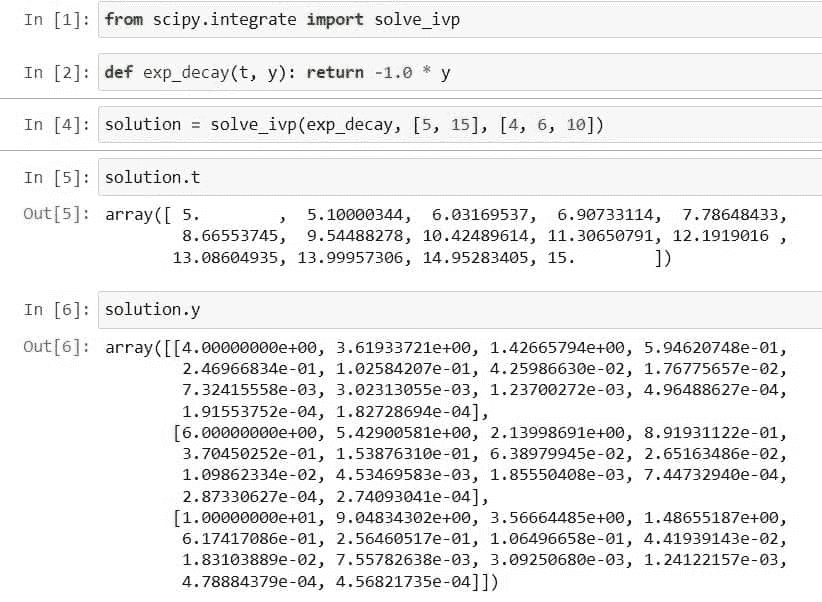 In [1]: from scipy.integrate import solve_ivp
In [2]: def exp_decay(t, y): return -1.0 * y
In [4]: solution = solve_ivp(exp_decay, [5, 15], [4, 6, 10])
In [5]: solution.t
Out[5]: array([ 5.        ,  5.10000344,  6.03169537,  6.90733114,  7.78648433,
8.66553745,  9.54488278, 10.42489614, 11.30650791, 12.1919016 ,
13.08604935, 13.99957306, 14.95283405, 15.        ])
In [6]: solution.y
Out[6]: array([[4.00000000e+00, 3.61933721e+00, 1.42665794e+00, 5.94620748e-01,
2.46966834e-01, 1.02584207e-01, 4.25986630e-02, 1.76775657e-02,
7.32415558e-03, 3.02313055e-03, 1.23700272e-03, 4.96488627e-04,
1.91553752e-04, 1.82728694e-04],
[6.00000000e+00, 5.42900581e+00, 2.13998691e+00, 8.91931122e-01,
3.70450252e-01, 1.53876310e-01, 6.38979945e-02, 2.65163486e-02,
1.09862334e-02, 4.53469583e-03, 1.85550408e-03, 7.44732940e-04,
2.87330627e-04, 2.74093041e-04],
[1.00000000e+01, 9.04834302e+00, 3.56664485e+00, 1.48655187e+00,
6.17417086e-01, 2.56460517e-01, 1.06496658e-01, 4.41939143e-02,
1.83103889e-02, 7.55782638e-03, 3.09250680e-03, 1.24122157e-03,
4.78884379e-04, 4.56821735e-04]])